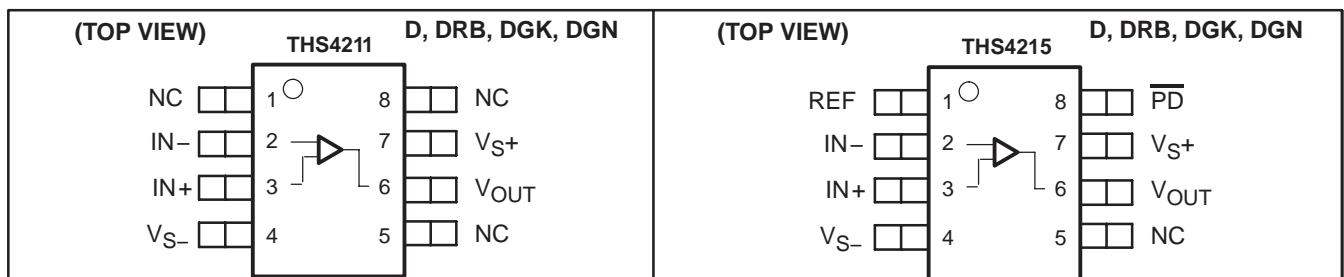 (TOP VIEW) D, DRB, DGK, DGN
THS4211
NC 1 8 NC
IN− 2 7 VS+
IN+ 3 6 VOUT
VS− 4 5 NC
(TOP VIEW) D, DRB, DGK, DGN
THS4215
REF 1 8 P̅D̅
IN− 2 7 VS+
IN+ 3 6 VOUT
VS− 4 5 NC